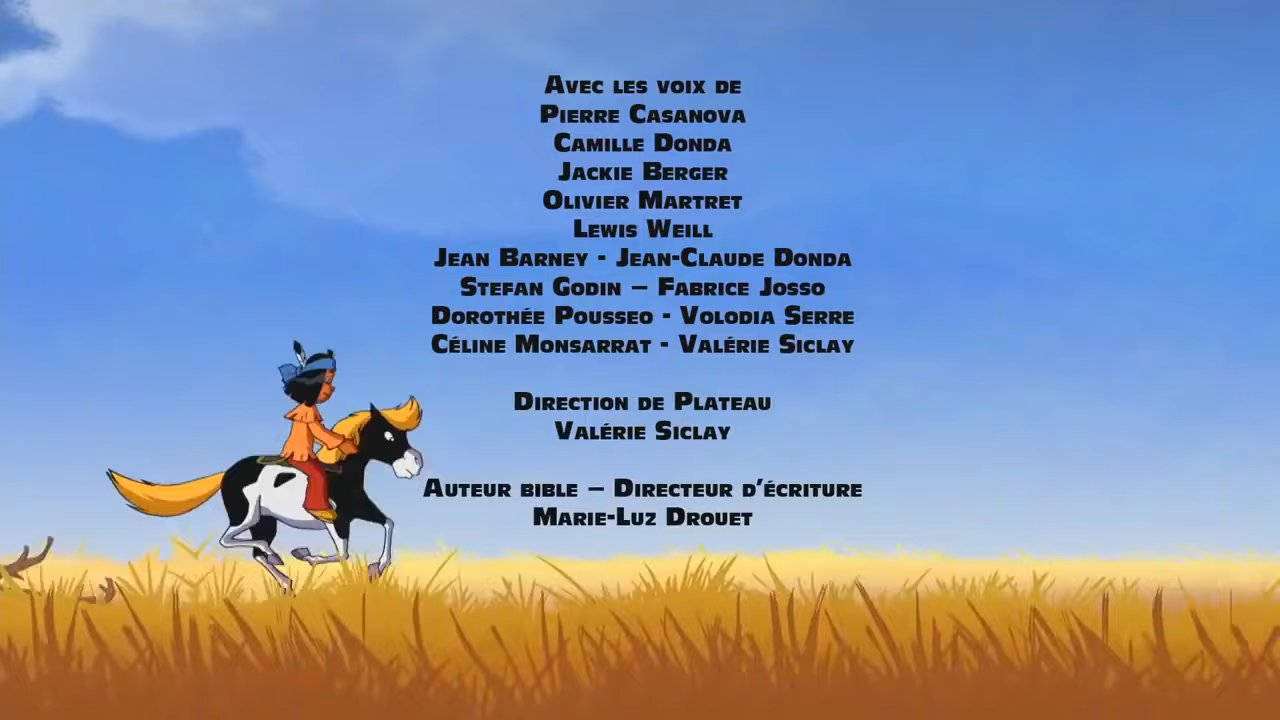 Avec les voix de
Pierre Casanova
Camille Donda
Jackie Berger
Olivier Martret
Lewis Weill
Jean Barney - Jean-Claude Donda
Stefan Godin – Fabrice Josso
Dorothée Pousseo - Volodia Serre
Céline Monsarrat - Valérie Siclay
Direction de Plateau
Valérie Siclay
Auteur bible – Directeur d'écriture
Marie-Luz Drouet